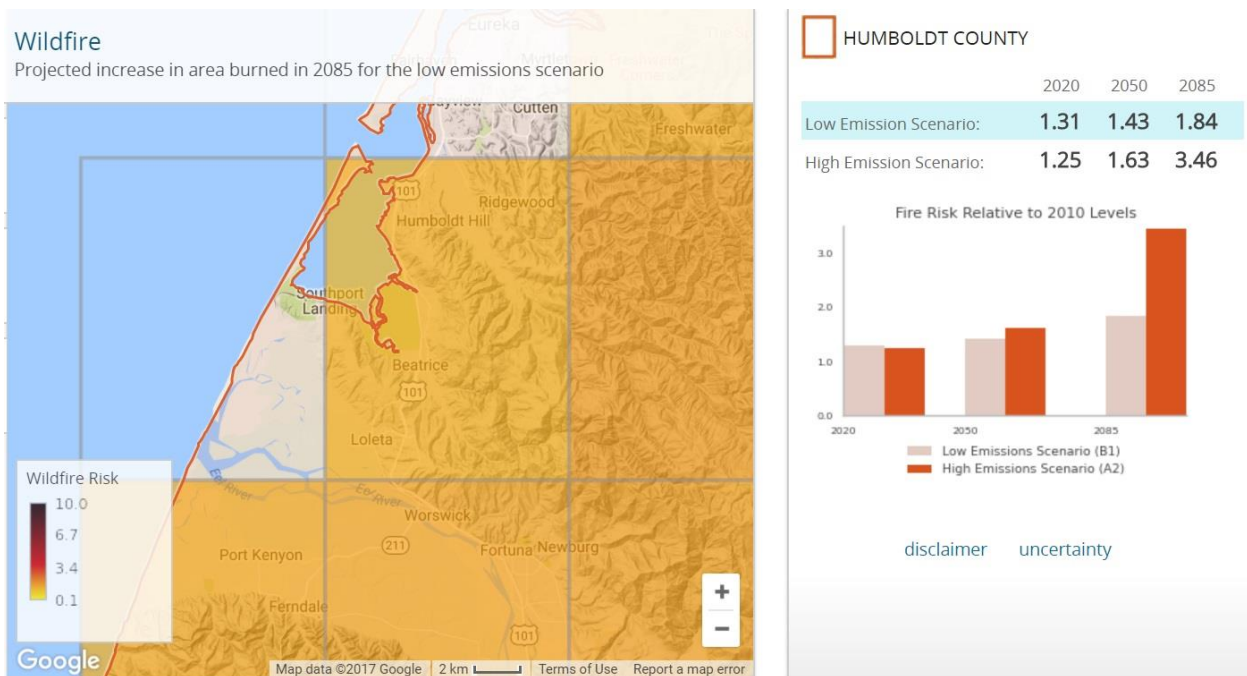 Wildfire
Projected increase in area burned in 2085 for the low emissions scenario
Eureka
Fairhaven
Myrtletown
Freshwater
Corners
Bayview
Cutten
Freshwater
101
Ridgewood
Humboldt Hill
Southport
Landing
Beatrice
101
Loleta
Eel River
Eel River
Worswick
211
Port Kenyon
Fortuna
Newburg
Ferndale
101
Wildfire Risk
10.0
6.7
3.4
0.1
+
−
Google
Map data ©2017 Google
2 km
Terms of Use
Report a map error
HUMBOLDT COUNTY
2020 2050 2085
Low Emission Scenario: 1.31 1.43 1.84
High Emission Scenario: 1.25 1.63 3.46
Fire Risk Relative to 2010 Levels
3.0
2.0
1.0
0.0
2020 2050 2085
Low Emissions Scenario (B1)
High Emissions Scenario (A2)
disclaimer uncertainty